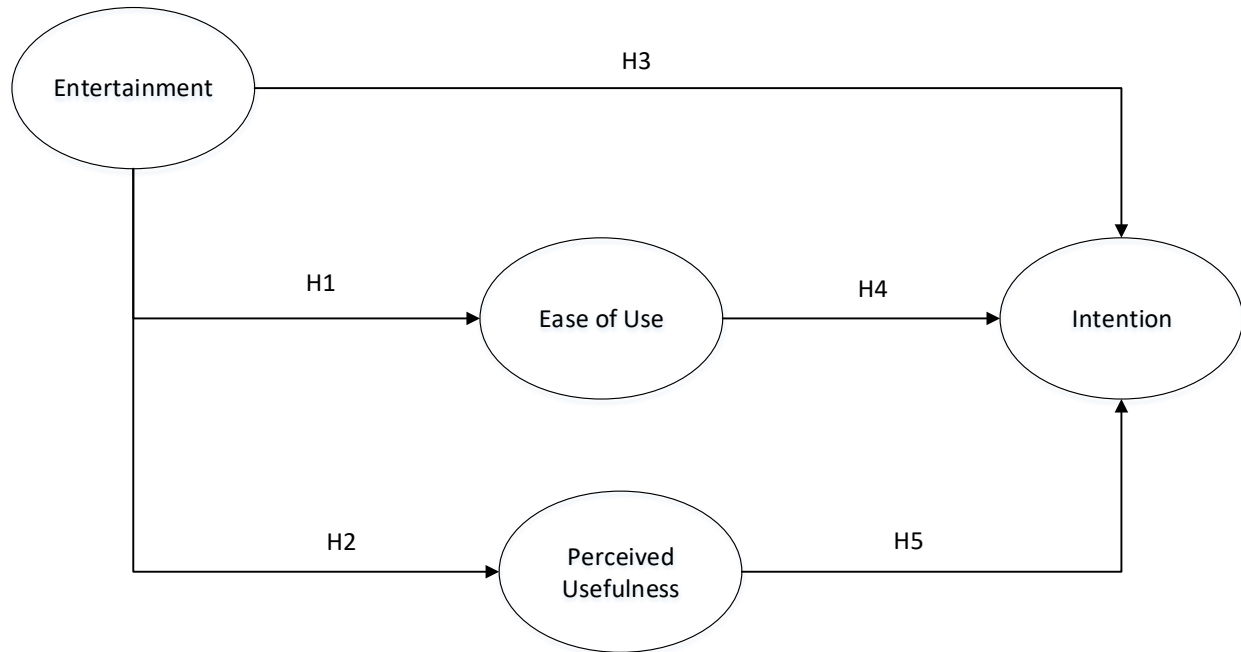 Entertainment
H3
H1
Ease of Use
H4
Intention
H2
Perceived
Usefulness
H5